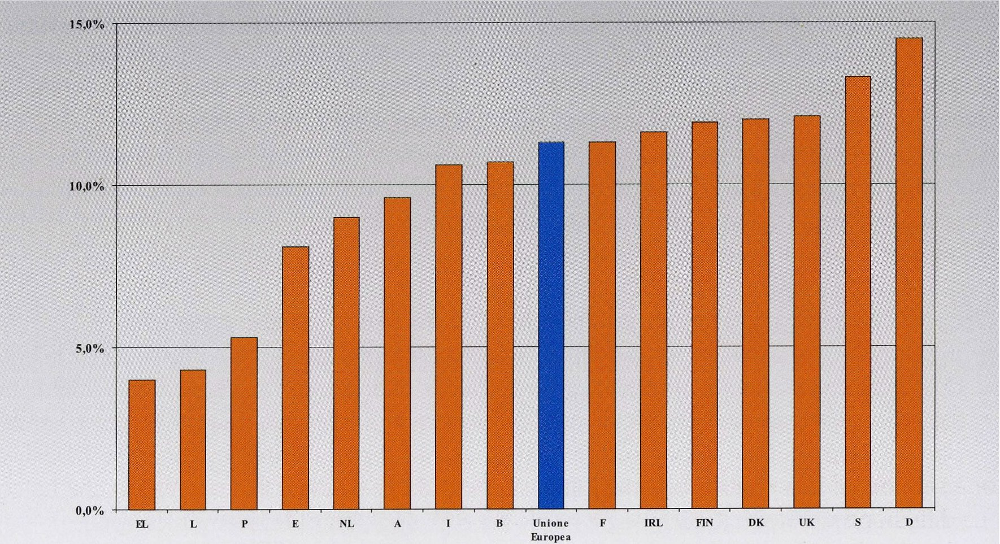 15,0%
10,0%
5,0%
0,0%
EL L P E NL A I B Unione Europea F IRL FIN DK UK S D